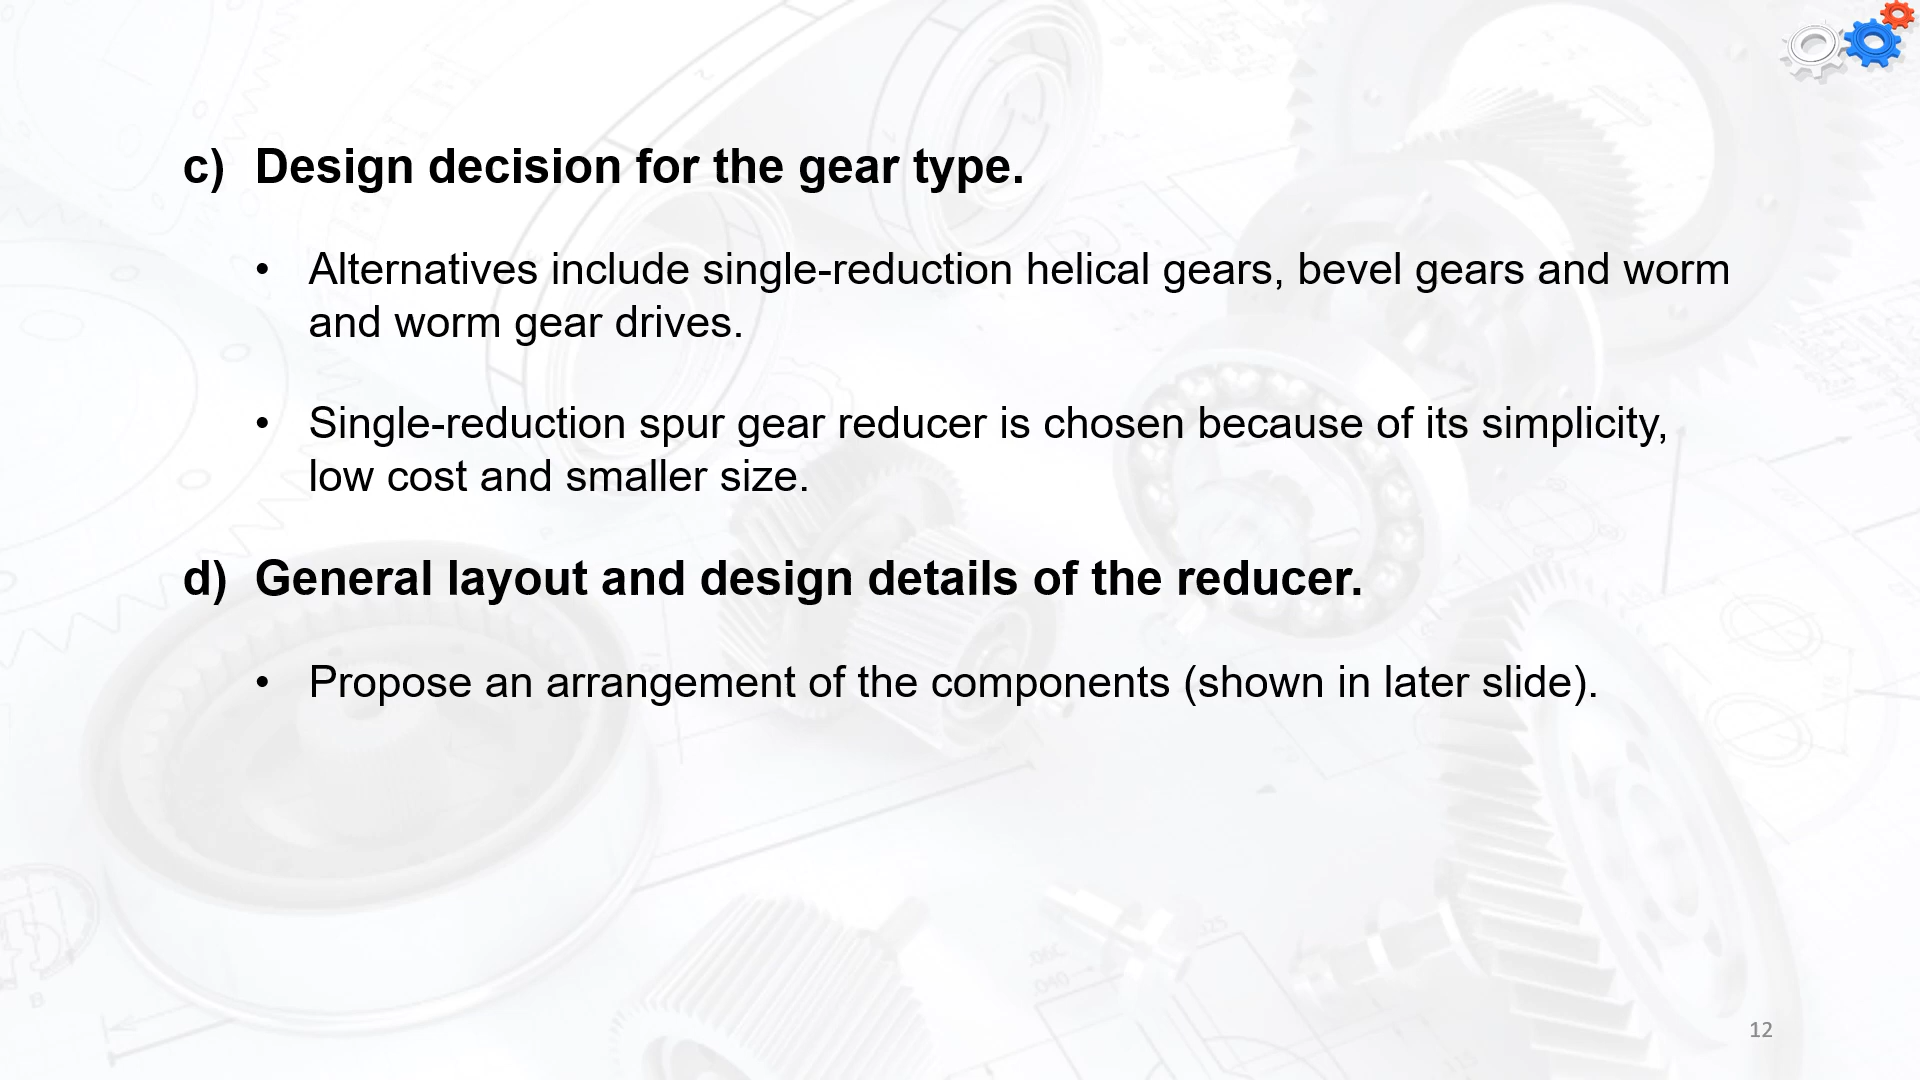 c) Design decision for the gear type.
• Alternatives include single-reduction helical gears, bevel gears and worm
and worm gear drives.
• Single-reduction spur gear reducer is chosen because of its simplicity,
low cost and smaller size.
d) General layout and design details of the reducer.
• Propose an arrangement of the components (shown in later slide).
12